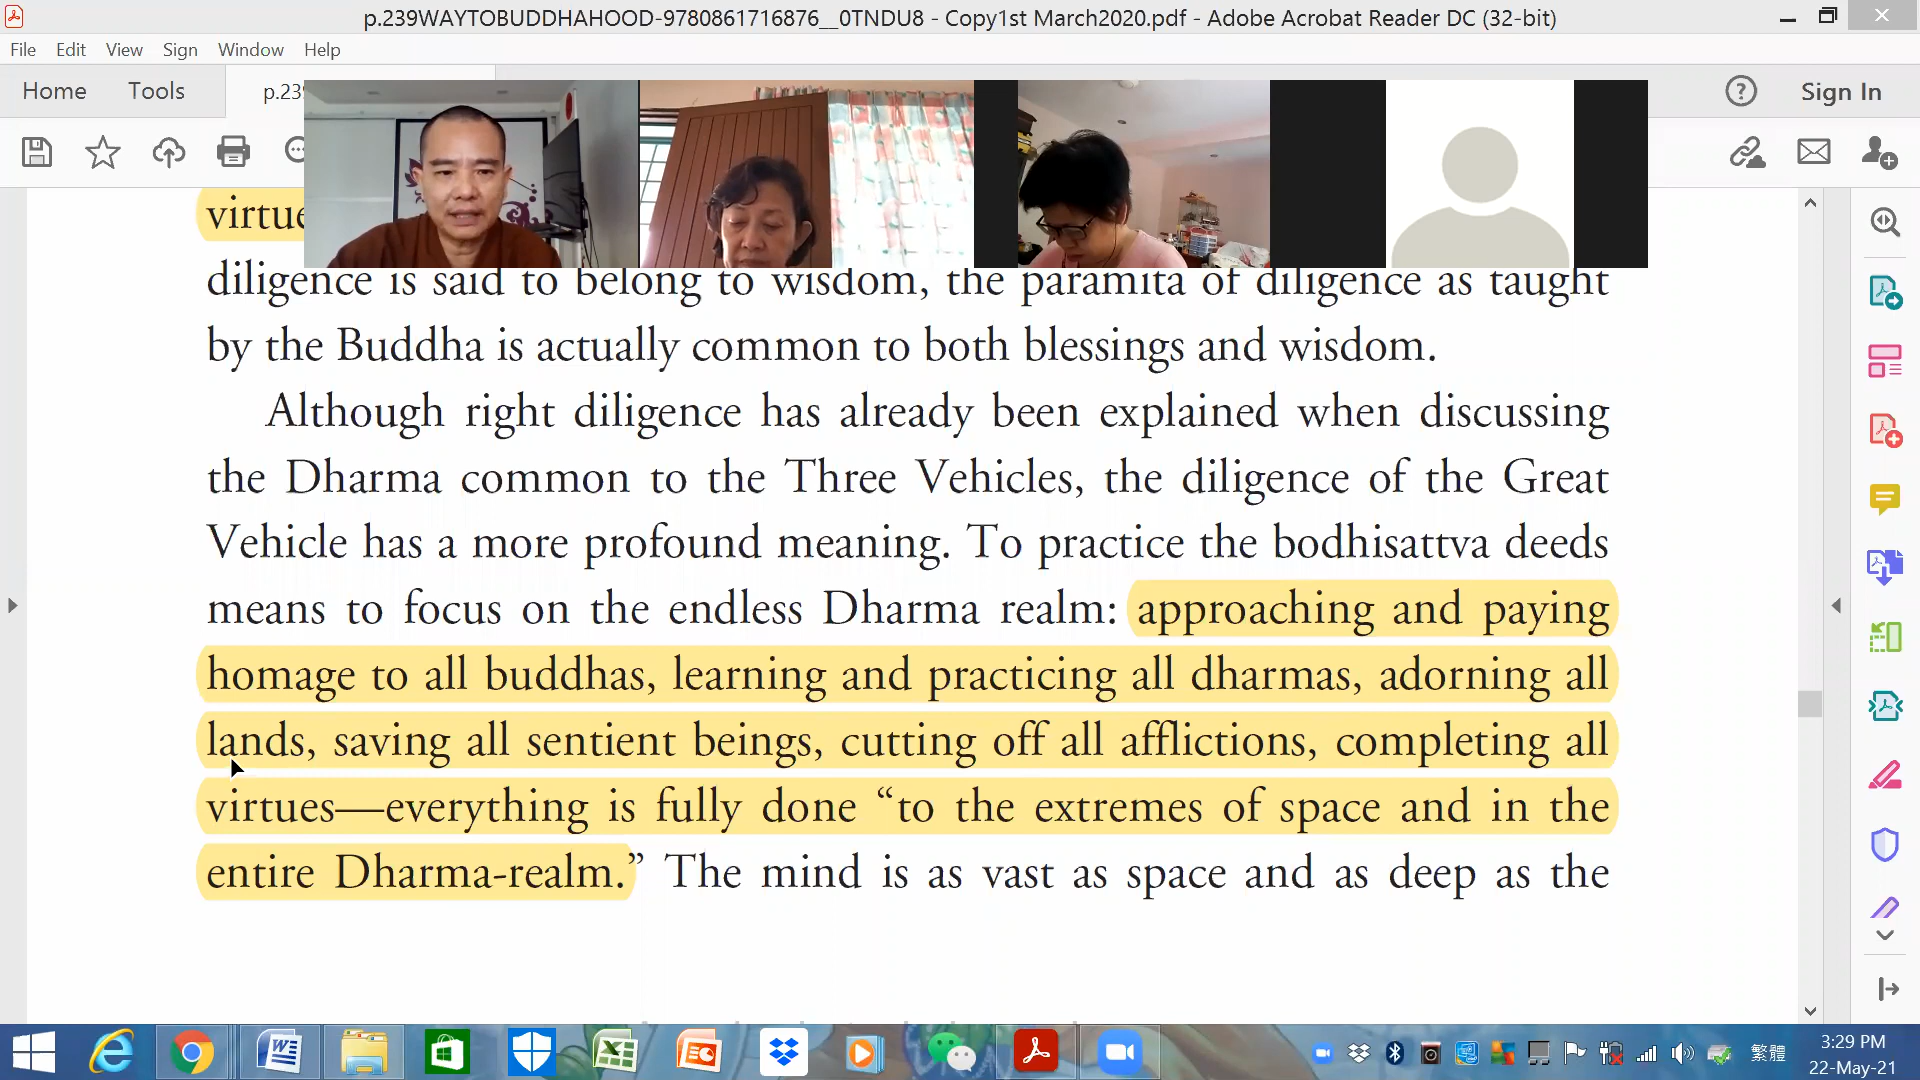 p.239WAYTOBUDDHAHOOD-9780861716876__0TNDU8 - Copy1st March2020.pdf - Adobe Acrobat Reader DC (32-bit)
File Edit View Sign Window Help
Home Tools p.239 Sign In
virtue
diligence is said to belong to wisdom, the paramita of diligence as taught
by the Buddha is actually common to both blessings and wisdom.
Although right diligence has already been explained when discussing
the Dharma common to the Three Vehicles, the diligence of the Great
Vehicle has a more profound meaning. To practice the bodhisattva deeds
means to focus on the endless Dharma realm: approaching and paying
homage to all buddhas, learning and practicing all dharmas, adorning all
lands, saving all sentient beings, cutting off all afflictions, completing all
virtues—everything is fully done “to the extremes of space and in the
entire Dharma-realm.” The mind is as vast as space and as deep as the
繁體
3:29 PM
22-May-21